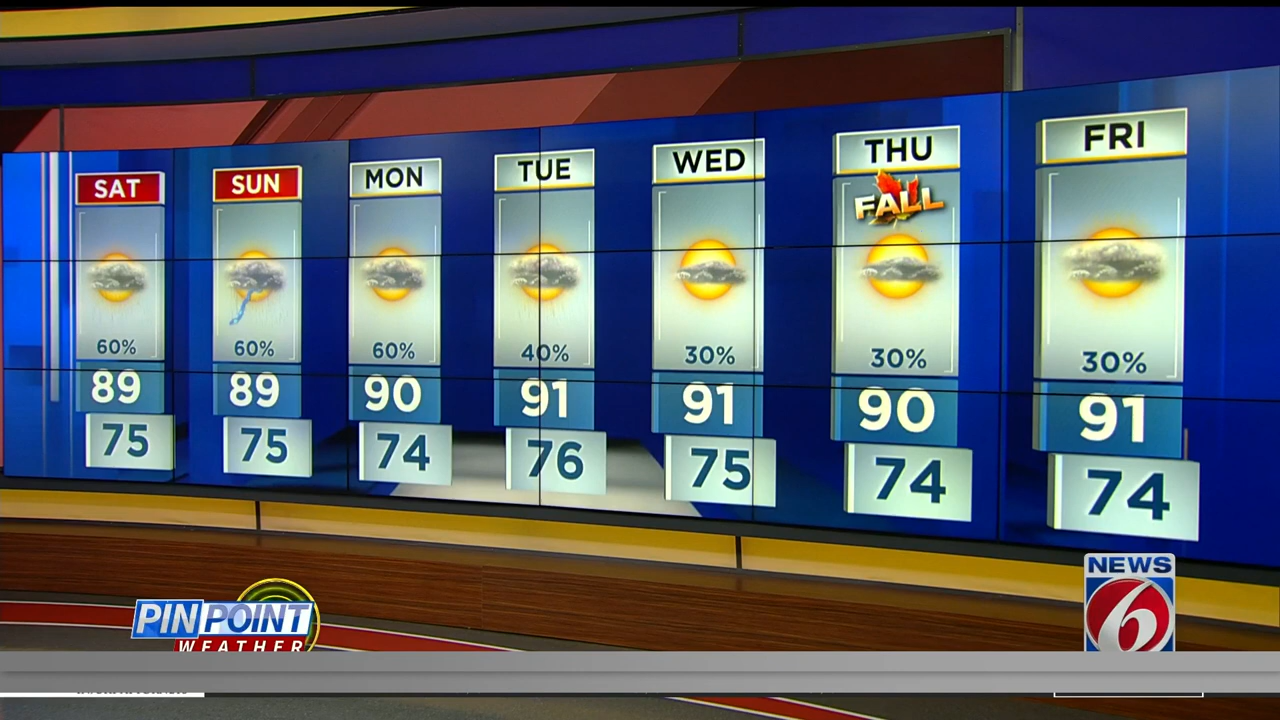 SAT
60%
89
75
SUN
60%
89
75
MON
60%
90
74
TUE
40%
91
76
WED
30%
91
75
THU
FALL
30%
90
74
FRI
30%
91
74
PINPOINT
WEATHER
NEWS
6